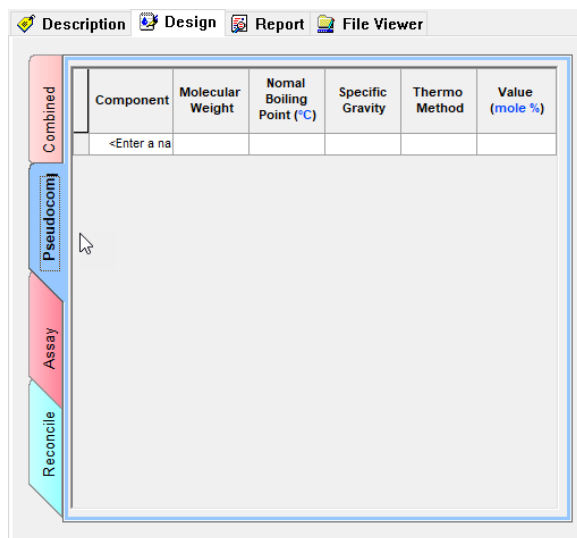 Description Design Report File Viewer
Combined
Pseudocom
Assay
Reconcile
Component Molecular Weight Nomal Boiling Point (°C) Specific Gravity Thermo Method Value (mole %)
<Enter a na